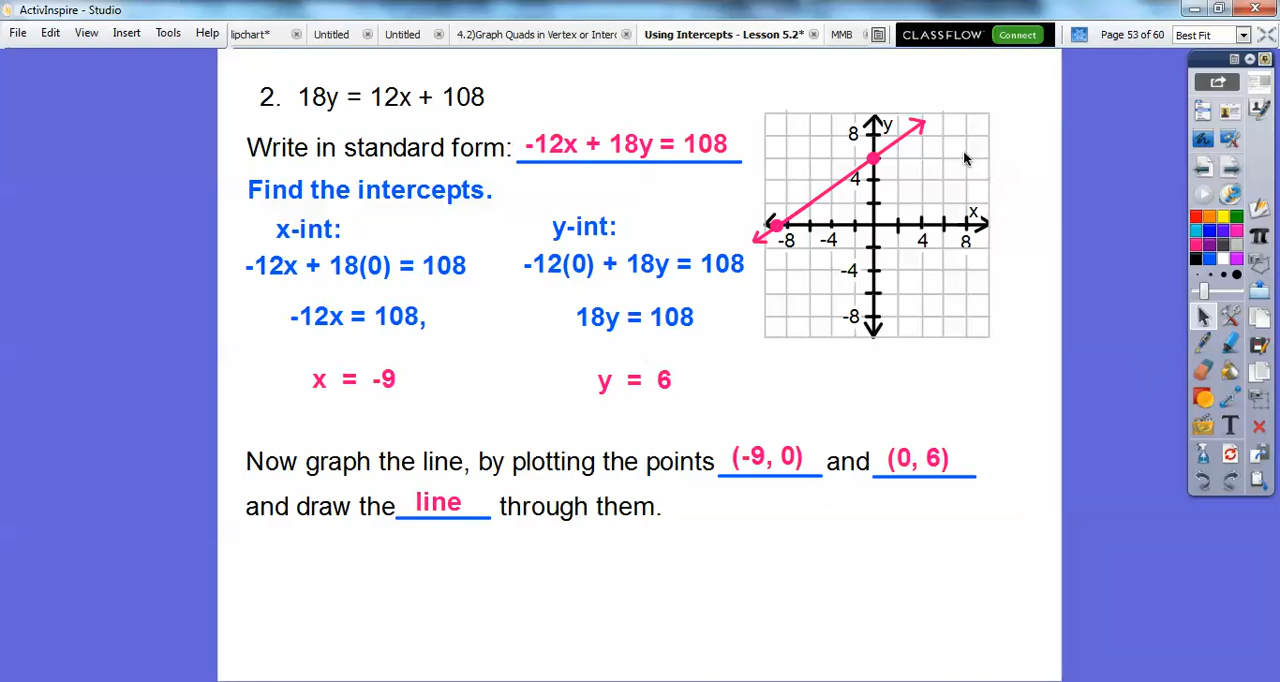 ActivInspire - Studio
File Edit View Insert Tools Help lipchart* Untitled Untitled 4.2)Graph Quads in Vertex or Inter Using Intercepts - Lesson 5.2* MMB CLASSFLOW Connect Page 53 of 60 Best Fit
2. 18y = 12x + 108
Write in standard form: -12x + 18y = 108
Find the intercepts.
x-int: y-int:
-12x + 18(0) = 108 -12(0) + 18y = 108
-12x = 108, 18y = 108
x = -9 y = 6
Now graph the line, by plotting the points (-9, 0) and (0, 6)
and draw the line through them.
8 y
4
x
-8 -4 4 8
-4
-8